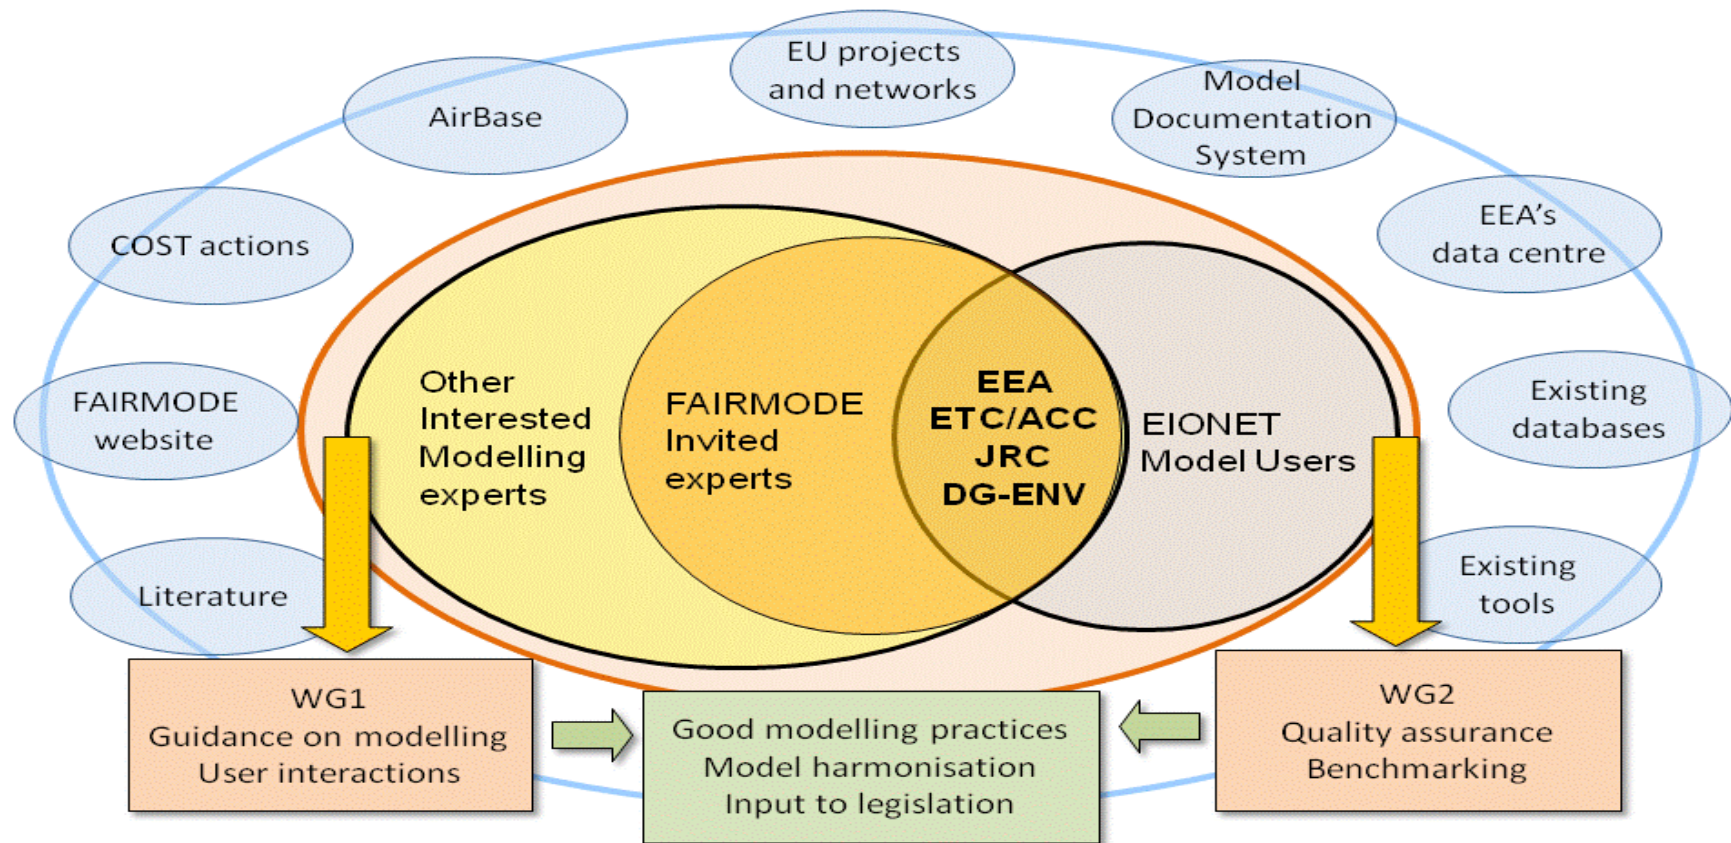 EU projects
and networks
AirBase
Model
Documentation
System
COST actions
EEA's
data centre
FAIRMODE
website
Existing
databases
Literature
Existing
tools
Other
Interested
Modelling
experts
FAIRMODE
Invited
experts
EEA
ETC/ACC
JRC
DG-ENV
EIONET
Model Users
WG1
Guidance on modelling
User interactions
Good modelling practices
Model harmonisation
Input to legislation
WG2
Quality assurance
Benchmarking